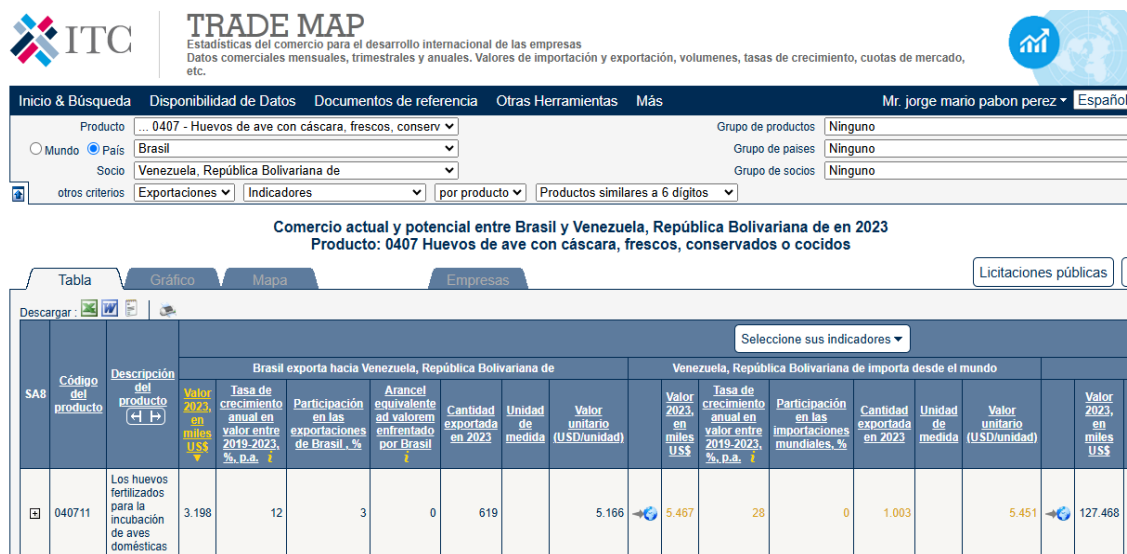 ITC
TRADE MAP
Estadísticas del comercio para el desarrollo internacional de las empresas
Datos comerciales mensuales, trimestrales y anuales. Valores de importación y exportación, volumenes, tasas de crecimiento, cuotas de mercado,
etc.
Inicio & Búsqueda Disponibilidad de Datos Documentos de referencia Otras Herramientas Más Mr. jorge mario pabon perez Español
Producto ... 0407 - Huevos de ave con cáscara, frescos, conserv Grupo de productos Ninguno
Mundo País Brasil Grupo de paises Ninguno
Socio Venezuela, República Bolivariana de Grupo de socios Ninguno
otros criterios Exportaciones Indicadores por producto Productos similares a 6 dígitos
Comercio actual y potencial entre Brasil y Venezuela, República Bolivariana de en 2023
Producto: 0407 Huevos de ave con cáscara, frescos, conservados o cocidos
Tabla Gráfico Mapa Empresas Licitaciones públicas
Descargar :
Seleccione sus indicadores
SA8
Código
del
producto
Descripción
del
producto
Brasil exporta hacia Venezuela, República Bolivariana de
Valor
2023,
en
miles
US$
Tasa de
crecimiento
anual en
valor entre
2019-2023,
%, p.a. i
Participación
en las
exportaciones
de Brasil , %
Arancel
equivalente
ad valorem
enfrentado
por Brasil
i
Cantidad
exportada
en 2023
Unidad
de
medida
Valor
unitario
(USD/unidad)
Venezuela, República Bolivariana de importa desde el mundo
Valor
2023,
en
miles
US$
Tasa de
crecimiento
anual en
valor entre
2019-2023,
%, p.a. i
Participación
en las
importaciones
mundiales, %
Cantidad
exportada
en 2023
Unidad
de
medida
Valor
unitario
(USD/unidad)
Valor
2023,
en
miles
US$
040711
Los huevos
fertilizados
para la
incubación
de aves
domésticas
3.198 12 3 0 619 5.166 5.467 28 0 1.003 5.451 127.468